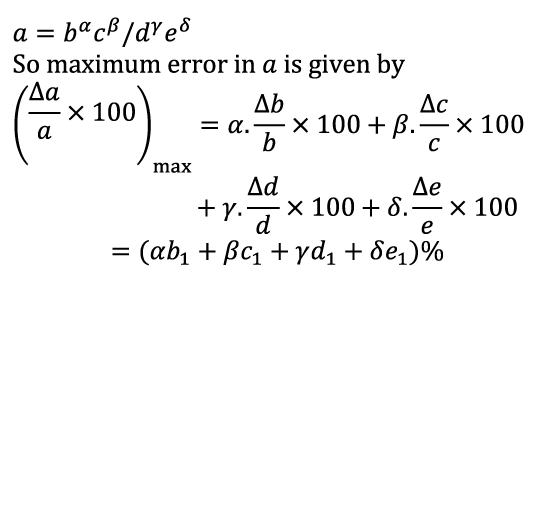 a = b^α c^β / d^γ e^δ
So maximum error in a is given by
(Δa/a × 100)_max = α. Δb/b × 100 + β. Δc/c × 100
+ γ. Δd/d × 100 + δ. Δe/e × 100
= (αb₁ + βc₁ + γd₁ + δe₁)%